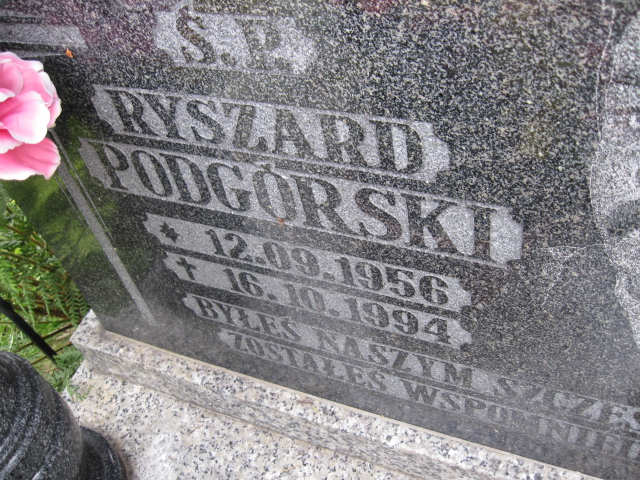 Ś.P.
RYSZARD
PODGÓRSKI
* 12.09.1956
† 16.10.1994
BYŁEŚ NASZYM
ZOSTAŁEŚ